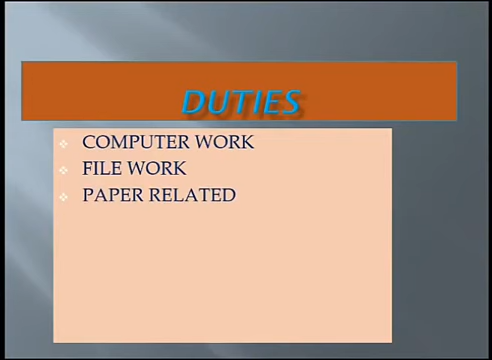 DUTIES
COMPUTER WORK
FILE WORK
PAPER RELATED